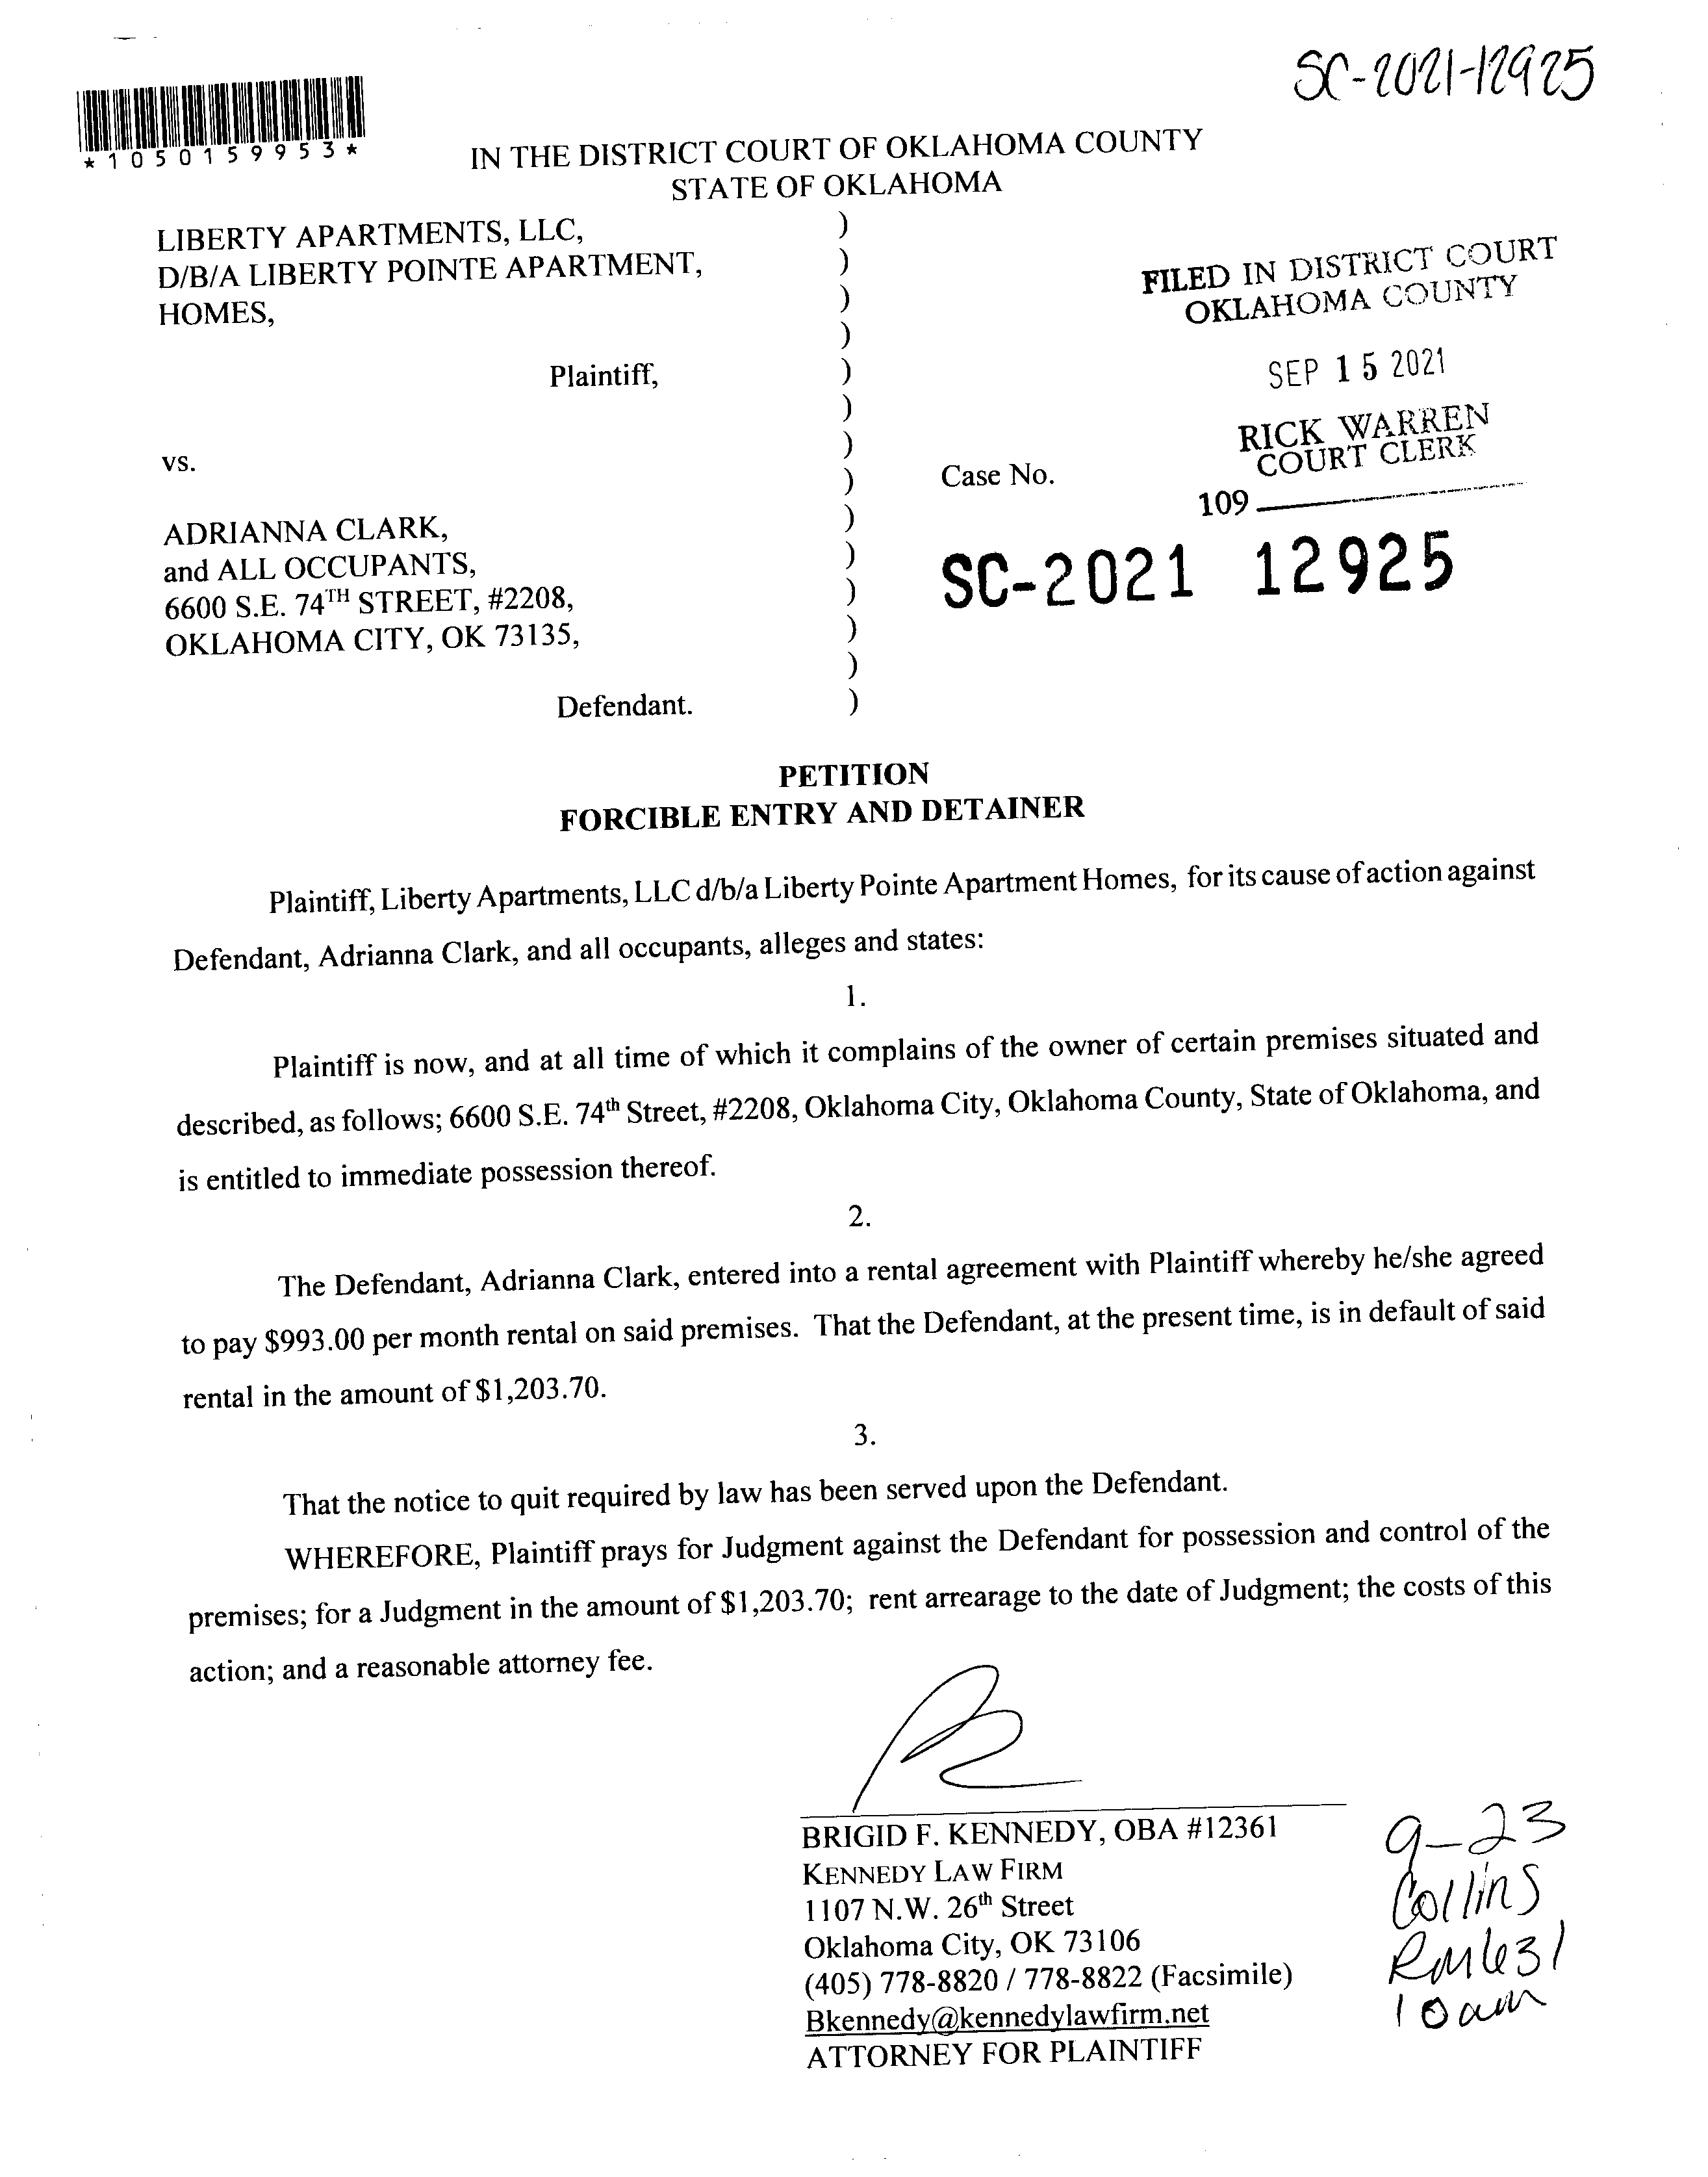 SC-2021-12925
*1050159953*
IN THE DISTRICT COURT OF OKLAHOMA COUNTY
STATE OF OKLAHOMA
LIBERTY APARTMENTS, LLC, )
D/B/A LIBERTY POINTE APARTMENT, )
HOMES, )
)
Plaintiff, )
)
)
vs. )
)
ADRIANNA CLARK, )
and ALL OCCUPANTS, )
6600 S.E. 74TH STREET, #2208, )
OKLAHOMA CITY, OK 73135, )
)
Defendant. )
FILED IN DISTRICT COURT
OKLAHOMA COUNTY
SEP 15 2021
RICK WARREN
COURT CLERK
Case No.
109
SC-2021 12925
PETITION
FORCIBLE ENTRY AND DETAINER
Plaintiff, Liberty Apartments, LLC d/b/a Liberty Pointe Apartment Homes, for its cause of action against
Defendant, Adrianna Clark, and all occupants, alleges and states:
1.
Plaintiff is now, and at all time of which it complains of the owner of certain premises situated and
described, as follows; 6600 S.E. 74th Street, #2208, Oklahoma City, Oklahoma County, State of Oklahoma, and
is entitled to immediate possession thereof.
2.
The Defendant, Adrianna Clark, entered into a rental agreement with Plaintiff whereby he/she agreed
to pay $993.00 per month rental on said premises. That the Defendant, at the present time, is in default of said
rental in the amount of $1,203.70.
3.
That the notice to quit required by law has been served upon the Defendant.
WHEREFORE, Plaintiff prays for Judgment against the Defendant for possession and control of the
premises; for a Judgment in the amount of $1,203.70; rent arrearage to the date of Judgment; the costs of this
action; and a reasonable attorney fee.
BRIGID F. KENNEDY, OBA #12361
KENNEDY LAW FIRM
1107 N.W. 26th Street
Oklahoma City, OK 73106
(405) 778-8820 / 778-8822 (Facsimile)
Bkennedy@kennedylawfirm.net
ATTORNEY FOR PLAINTIFF
9-23
Collins
10am